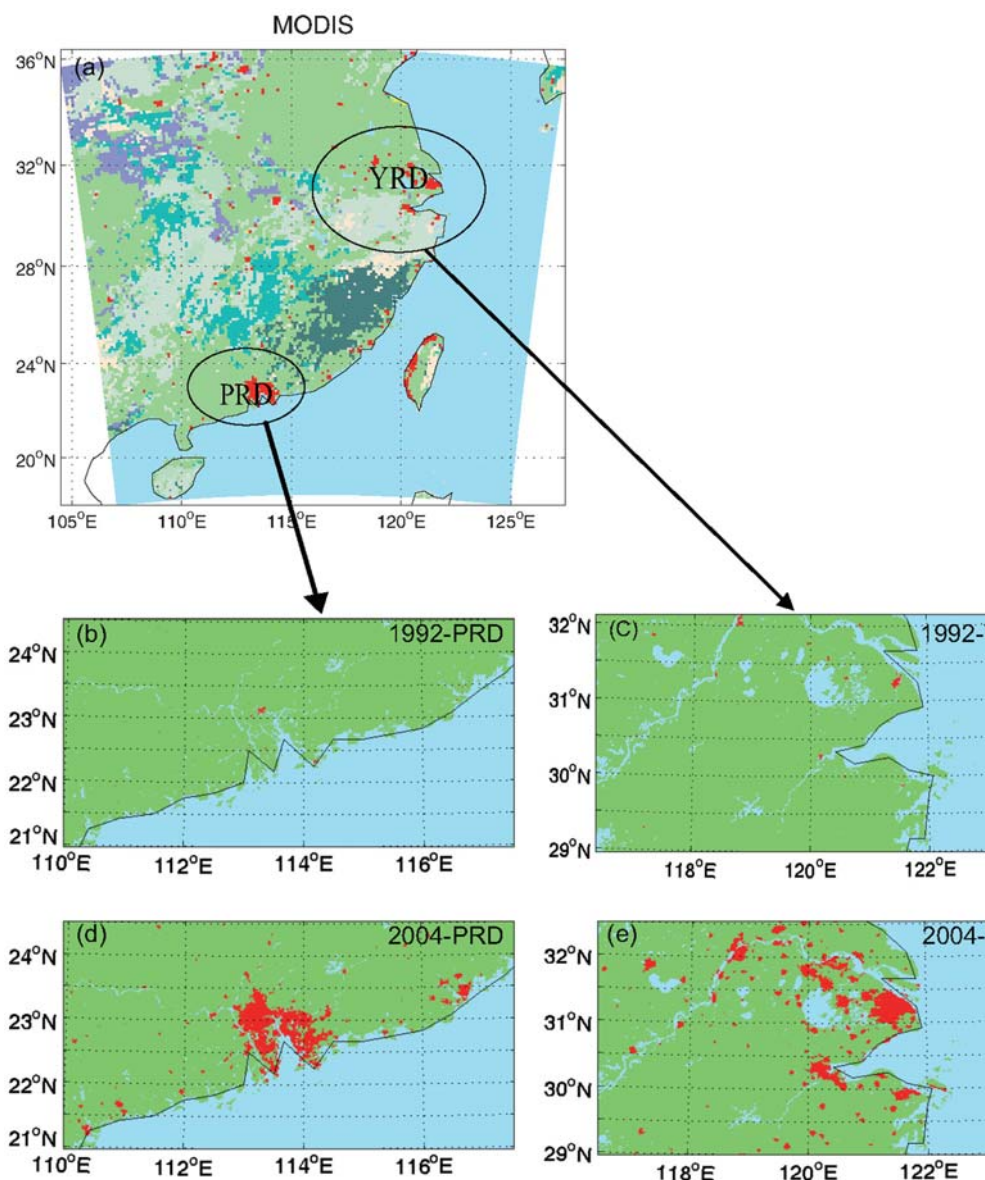 MODIS
36°N
(a)
32°N
YRD
28°N
24°N
PRD
20°N
105°E 110°E 115°E 120°E 125°E
(b) 1992-PRD
24°N
23°N
22°N
21°N
110°E 112°E 114°E 116°E
(C) 1992-
32°N
31°N
30°N
29°N
118°E 120°E 122°E
(d) 2004-PRD
24°N
23°N
22°N
21°N
110°E 112°E 114°E 116°E
(e) 2004-
32°N
31°N
30°N
29°N
118°E 120°E 122°E